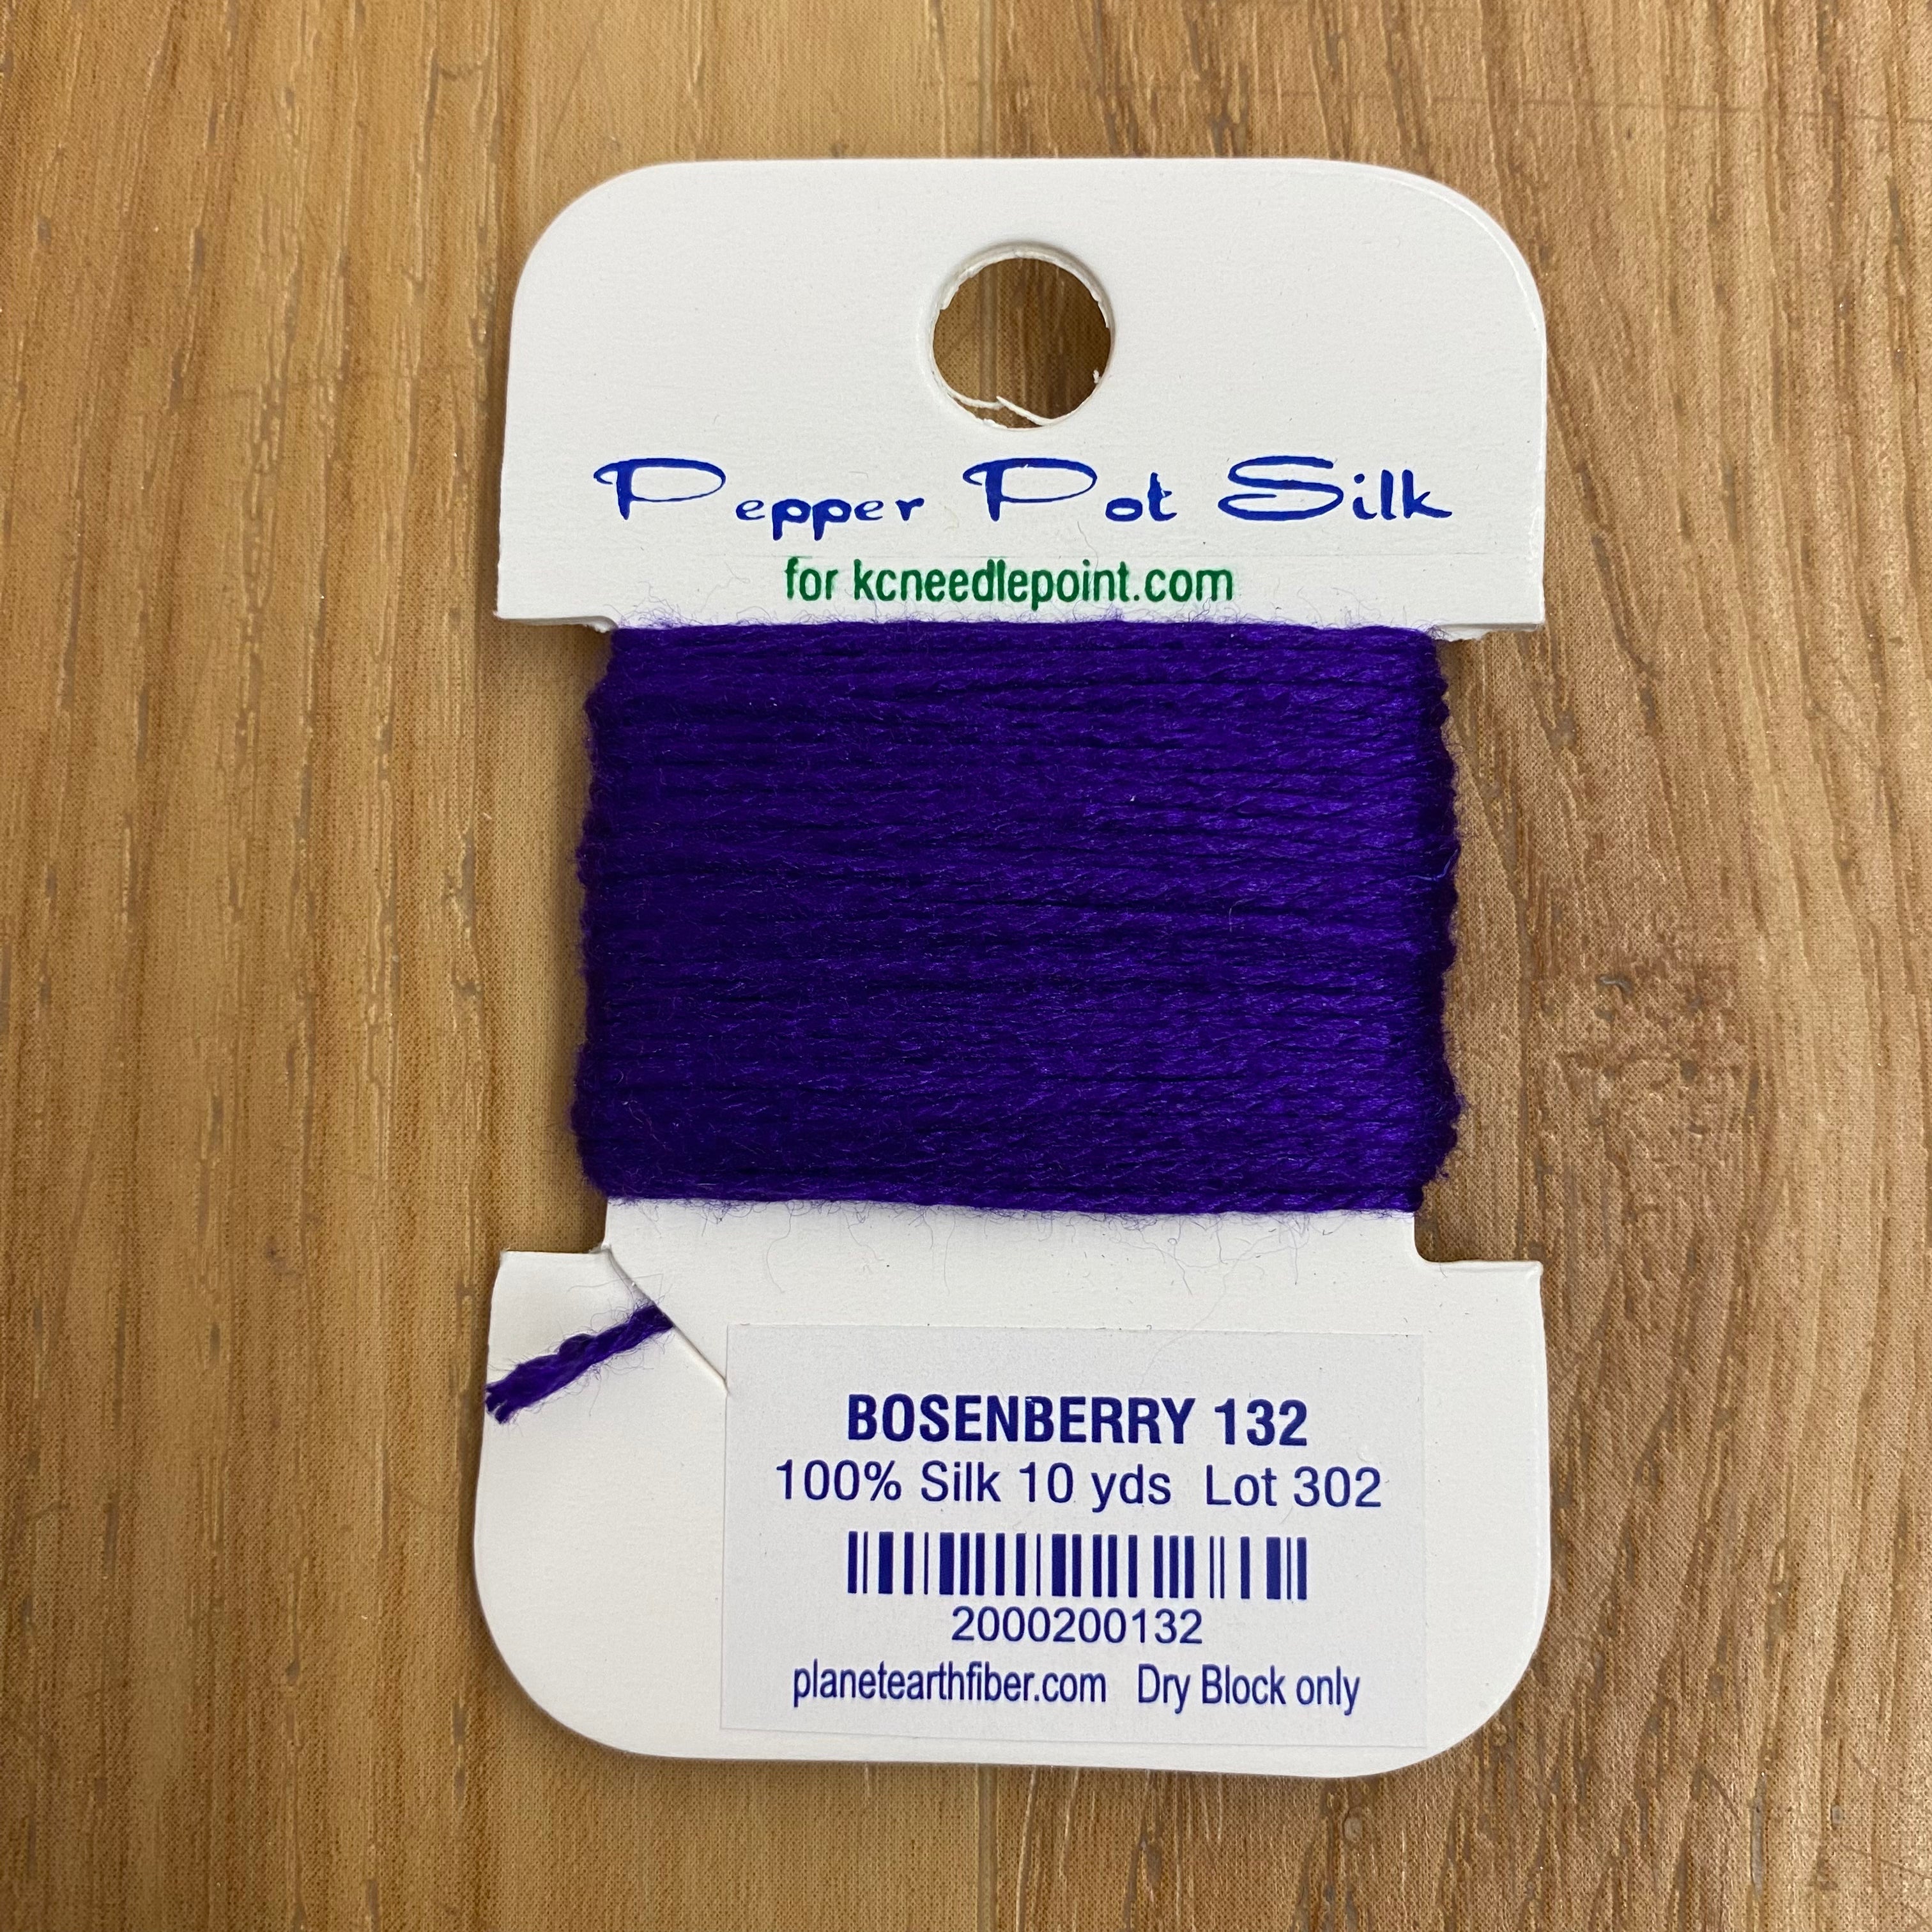 Pepper Pot Silk
for kcneedlepoint.com
BOSENBERRY 132
100% Silk 10 yds Lot 302
2000200132
planetearthfiber.com Dry Block only